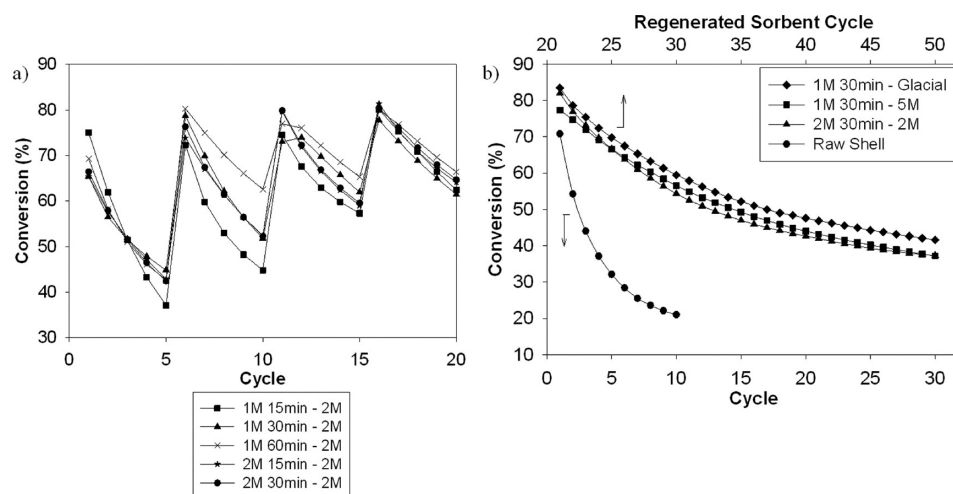 a)
Conversion (%)
90
80
70
60
50
40
30
0 5 10 15 20
Cycle
1M 15min - 2M
1M 30min - 2M
1M 60min - 2M
2M 15min - 2M
2M 30min - 2M
b)
Regenerated Sorbent Cycle
20 25 30 35 40 45 50
Conversion (%)
90
80
70
60
50
40
30
20
10
1M 30min - Glacial
1M 30min - 5M
2M 30min - 2M
Raw Shell
0 5 10 15 20 25 30
Cycle